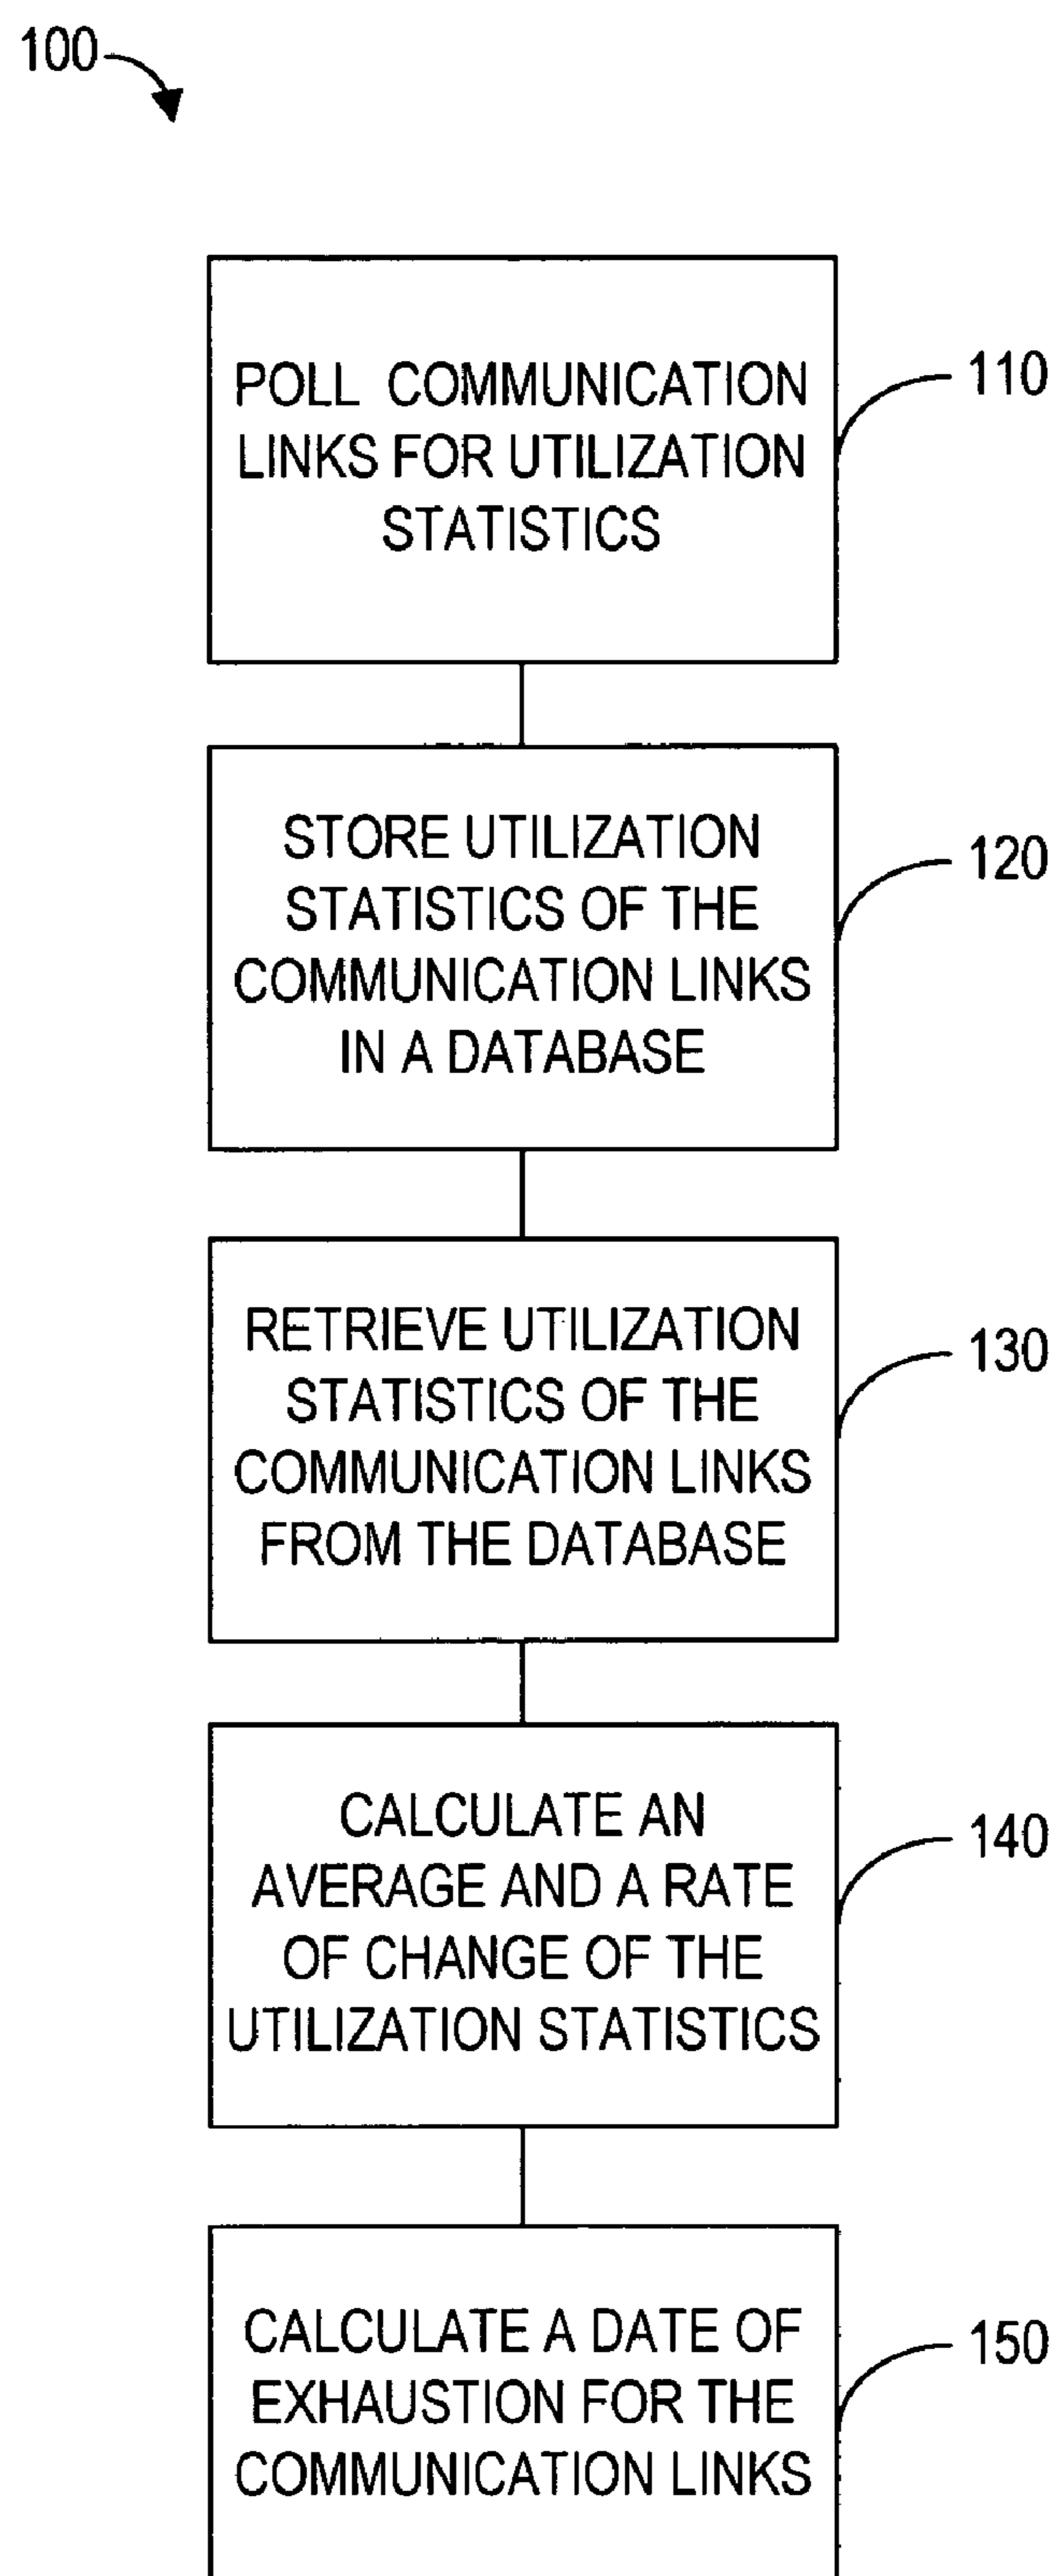 100
POLL COMMUNICATION
LINKS FOR UTILIZATION
STATISTICS
110
STORE UTILIZATION
STATISTICS OF THE
COMMUNICATION LINKS
IN A DATABASE
120
RETRIEVE UTILIZATION
STATISTICS OF THE
COMMUNICATION LINKS
FROM THE DATABASE
130
CALCULATE AN
AVERAGE AND A RATE
OF CHANGE OF THE
UTILIZATION STATISTICS
140
CALCULATE A DATE OF
EXHAUSTION FOR THE
COMMUNICATION LINKS
150